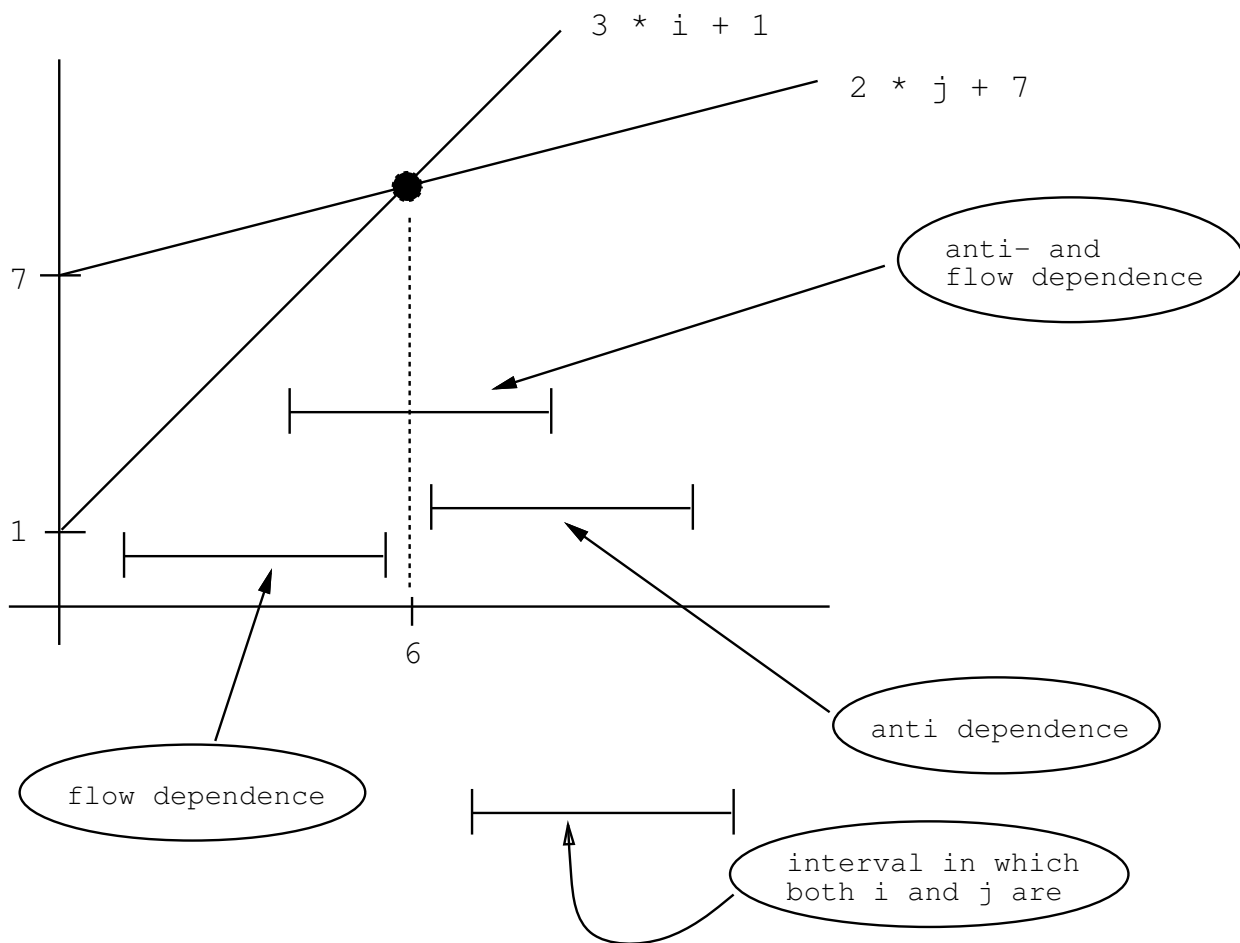 3 * i + 1
2 * j + 7
anti- and
flow dependence
7
1
6
anti dependence
flow dependence
interval in which
both i and j are